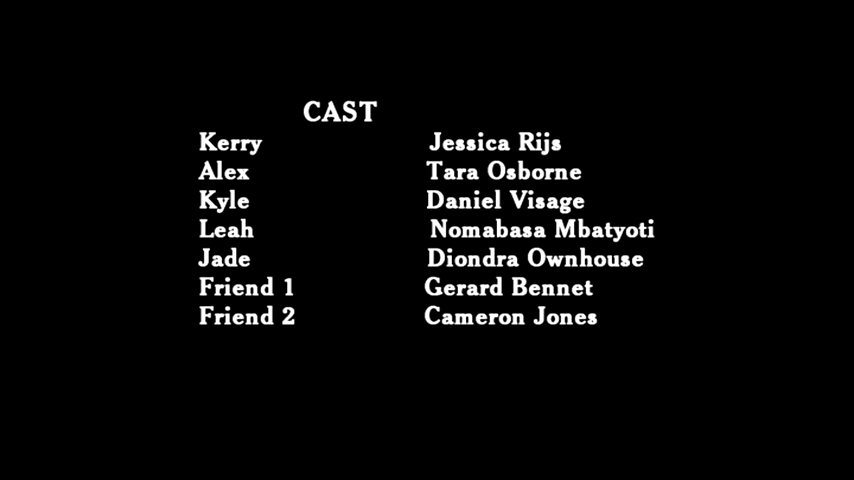 CAST
Kerry Jessica Rijs
Alex Tara Osborne
Kyle Daniel Visage
Leah Nomabasa Mbatyoti
Jade Diondra Ownhouse
Friend 1 Gerard Bennet
Friend 2 Cameron Jones